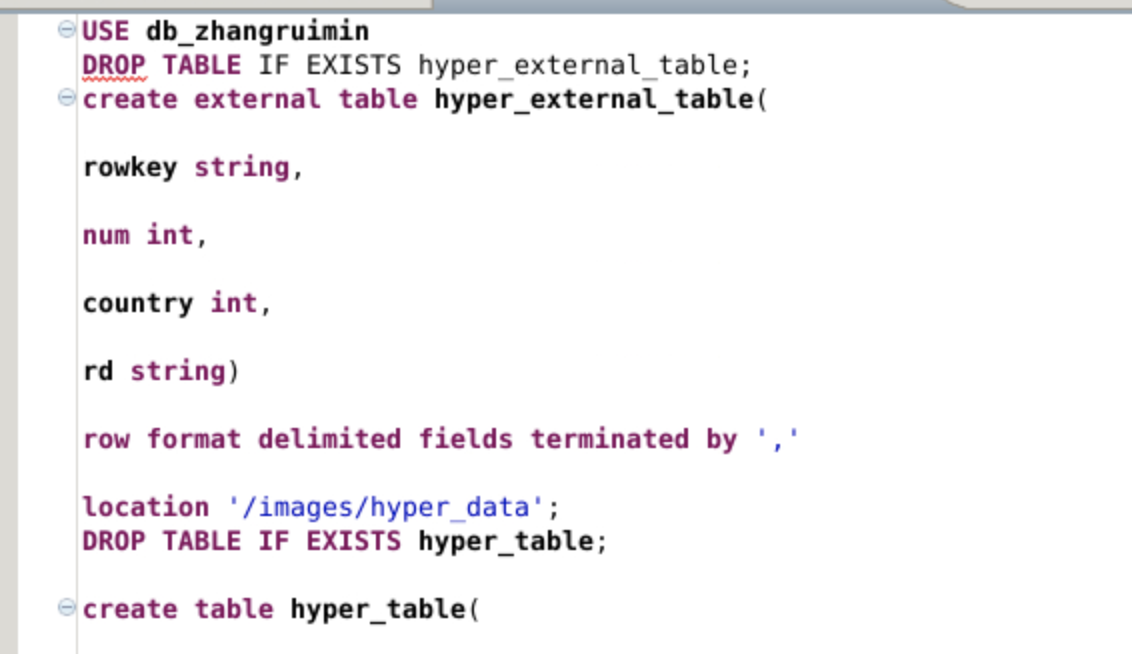 USE db_zhangruimin
DROP TABLE IF EXISTS hyper_external_table;
create external table hyper_external_table(
rowkey string,
num int,
country int,
rd string)
row format delimited fields terminated by ','
location '/images/hyper_data';
DROP TABLE IF EXISTS hyper_table;
create table hyper_table(